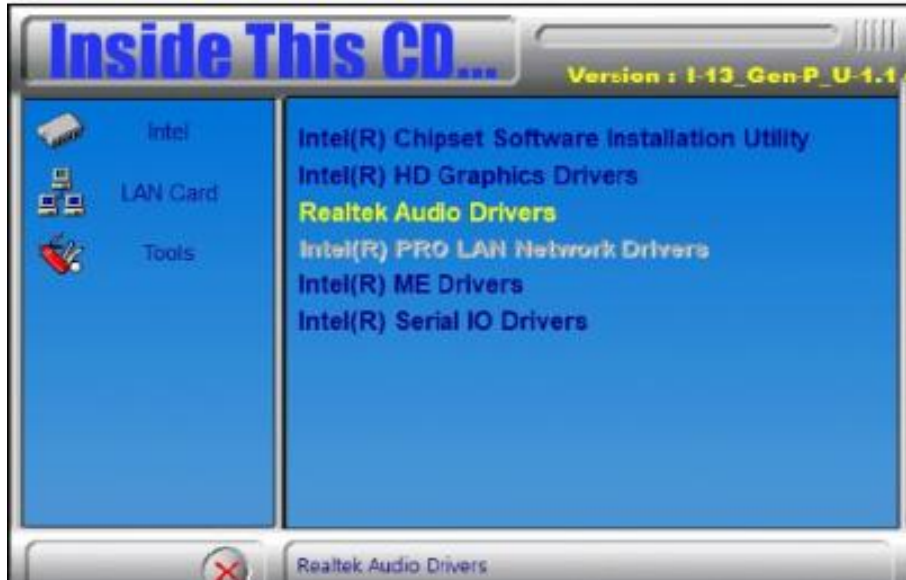 Inside This CD...
Version : I-13_Gen-P_U-1.1
Intel
LAN Card
Tools
Intel(R) Chipset Software Installation Utility
Intel(R) HD Graphics Drivers
Realtek Audio Drivers
Intel(R) PRO LAN Network Drivers
Intel(R) ME Drivers
Intel(R) Serial IO Drivers
Realtek Audio Drivers